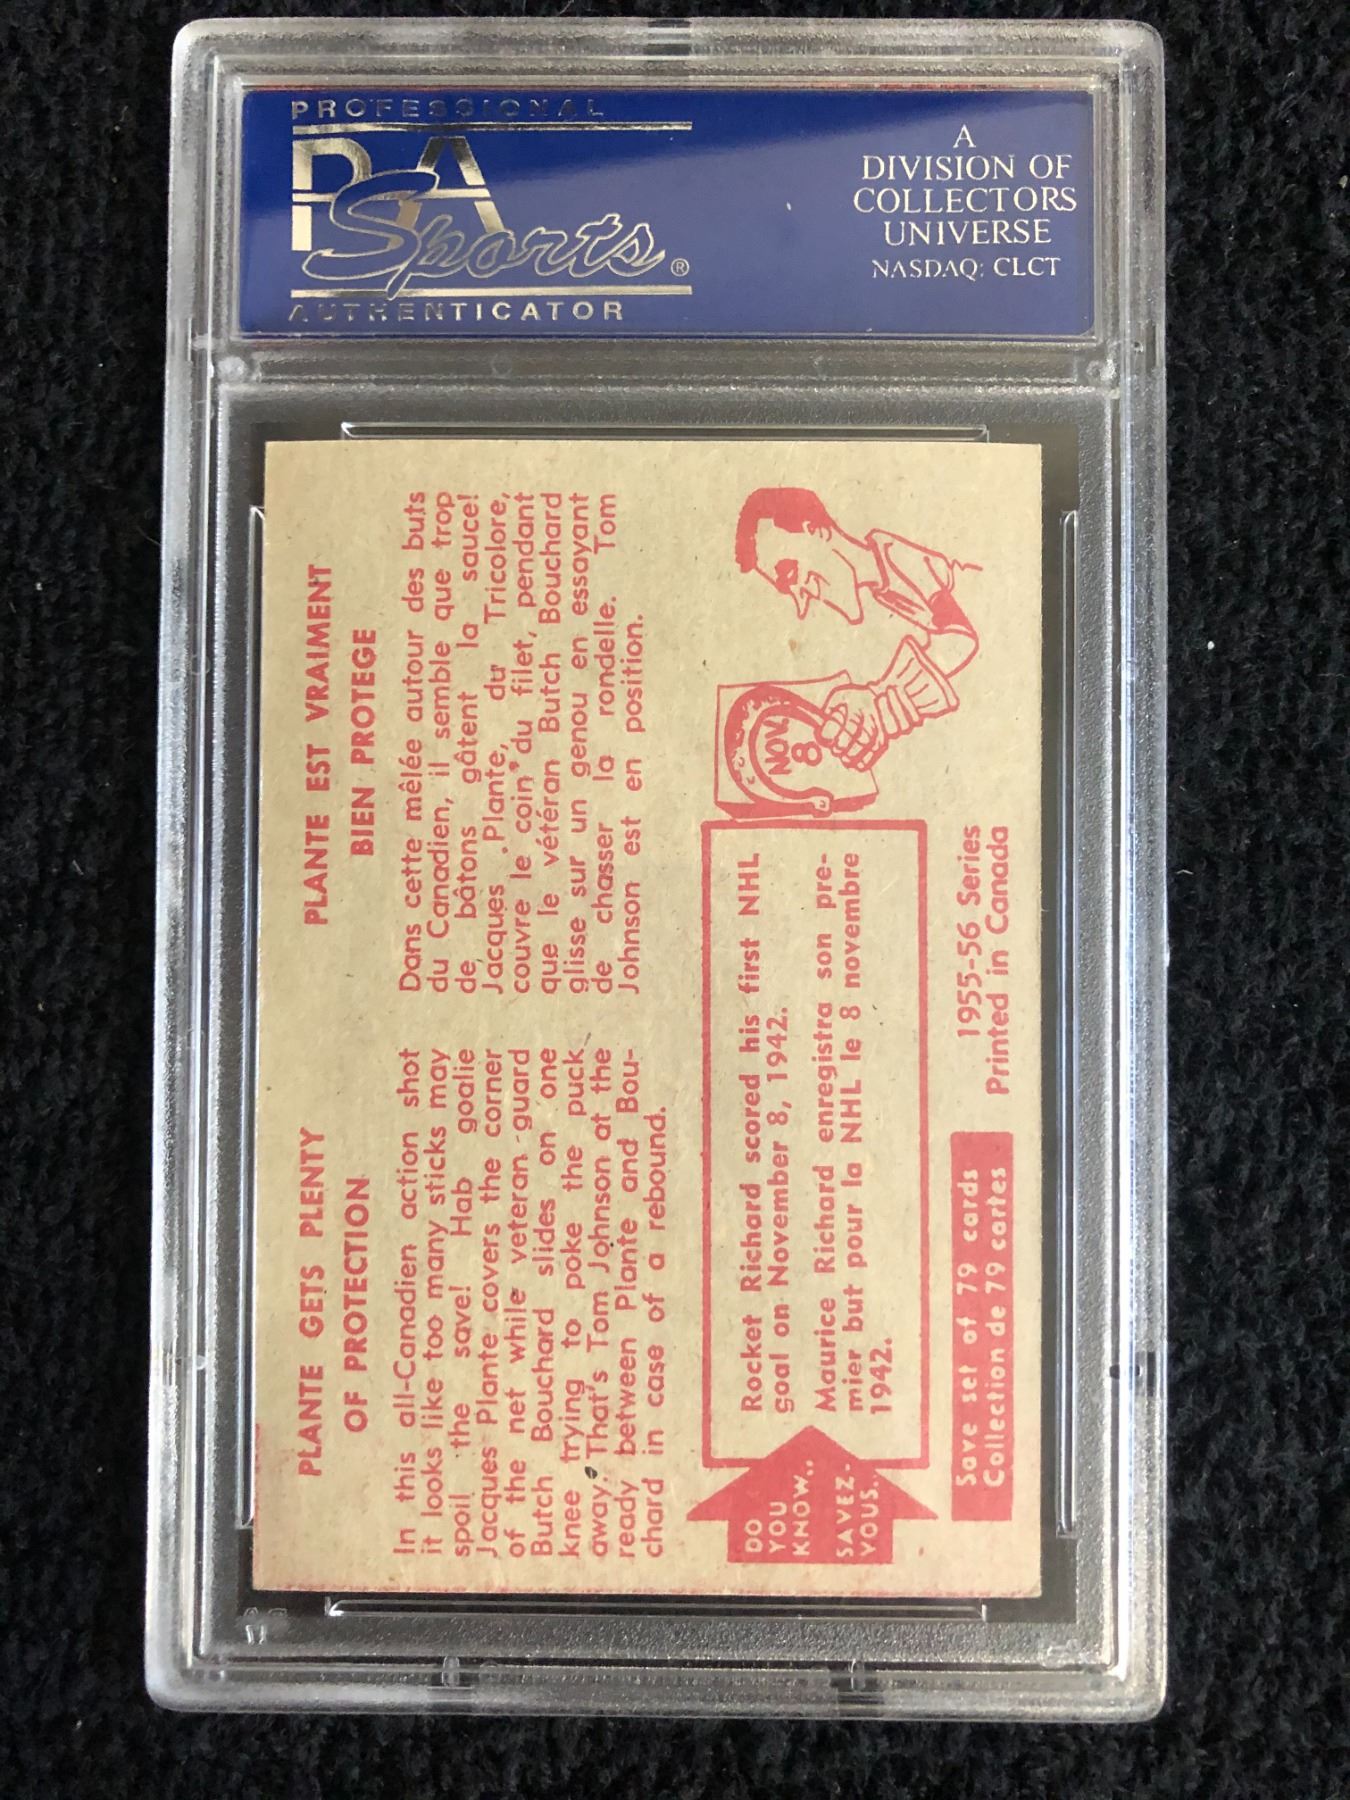 PROFESSIONAL
PSA
Sports®
AUTHENTICATOR
A
DIVISION OF
COLLECTORS
UNIVERSE
NASDAQ: CLCT
PLANTE GETS PLENTY
OF PROTECTION
In this all-Canadien action shot
it looks like too many sticks may
spoil the save! Hab goalie
Jacques Plante covers the corner
of the net while veteran guard
Butch Bouchard slides on one
knee trying to poke the puck
away. That's Tom Johnson at the
ready between Plante and Bou-
chard in case of a rebound.
PLANTE EST VRAIMENT
BIEN PROTEGE
Dans cette mêlée autour des buts
du Canadien, il semble que trop
de bâtons gâtent la sauce!
Jacques Plante, du Tricolore,
couvre le coin du filet, pendant
que le vétéran Butch Bouchard
glisse sur un genou en essayant
de chasser la rondelle. Tom
Johnson est en position.
DO
YOU
KNOW..
SAVEZ-
VOUS..
Rocket Richard scored his first NHL
goal on November 8, 1942.
Maurice Richard enregistra son pre-
mier but pour la NHL le 8 novembre
1942.
NOV.
8
Save set of 79 cards
Collection de 79 cartes
1955-56 Series
Printed in Canada